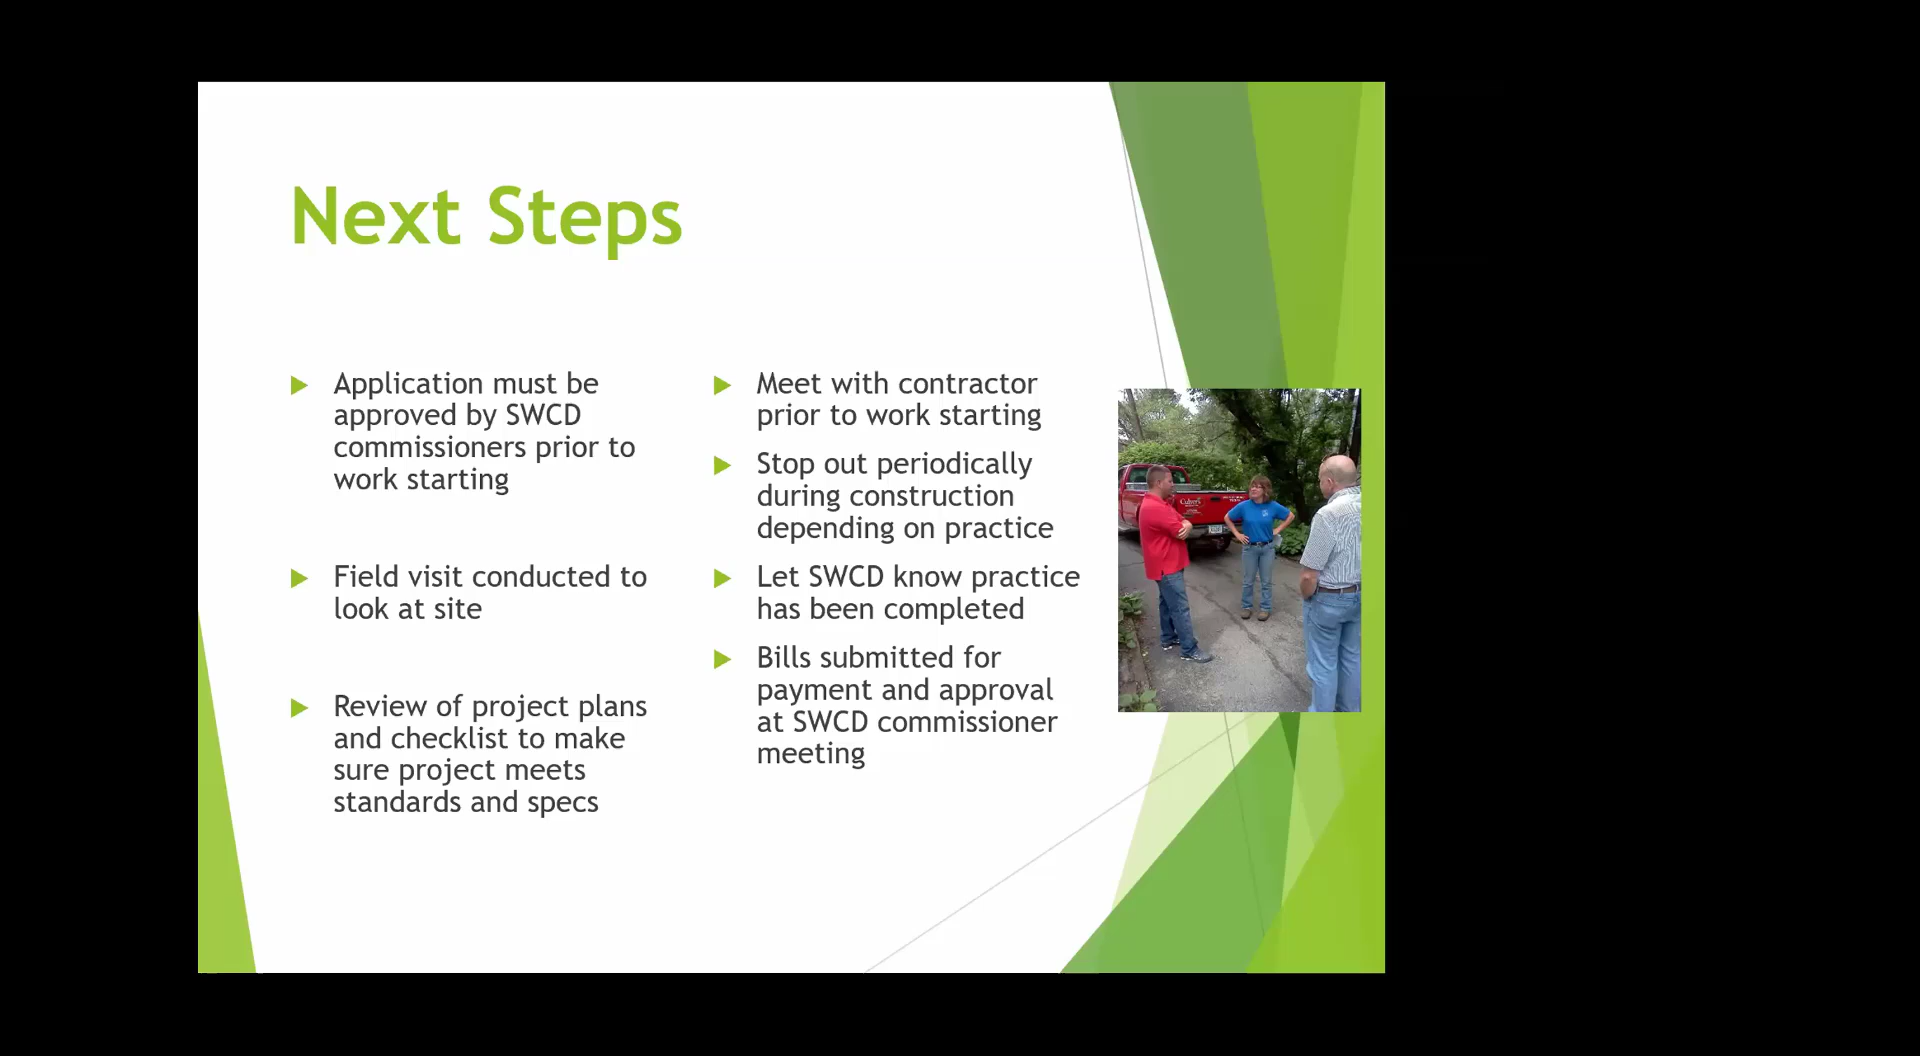 Next Steps
Application must be
approved by SWCD
commissioners prior to
work starting
Field visit conducted to
look at site
Review of project plans
and checklist to make
sure project meets
standards and specs
Meet with contractor
prior to work starting
Stop out periodically
during construction
depending on practice
Let SWCD know practice
has been completed
Bills submitted for
payment and approval
at SWCD commissioner
meeting